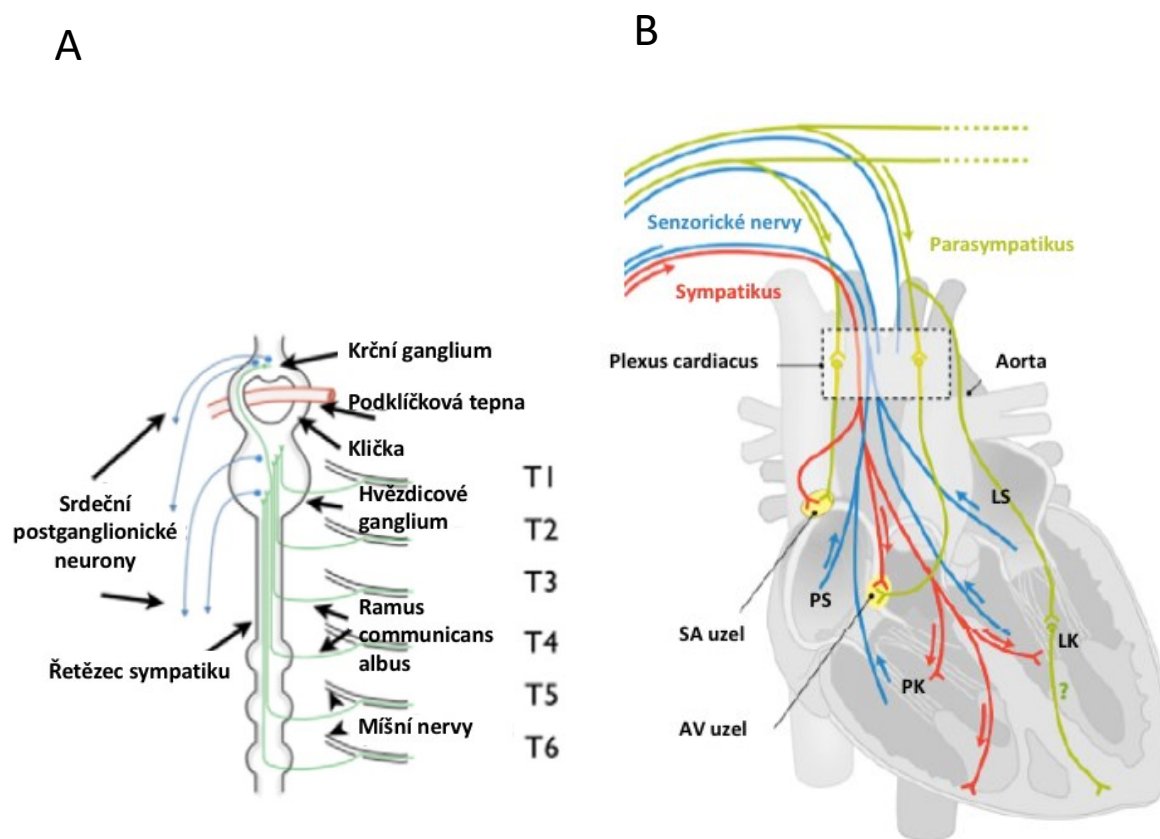 A
Krční ganglium
Podklíčková tepna
Klička
Hvězdicové
ganglium
Srdeční
postganglionické
neurony
Ramus
communicans
albus
Řetězec sympatiku
Míšní nervy
T1
T2
T3
T4
T5
T6
B
Senzorické nervy
Parasympatikus
Sympatikus
Plexus cardiacus
Aorta
LS
PS
SA uzel
LK
PK
?
AV uzel